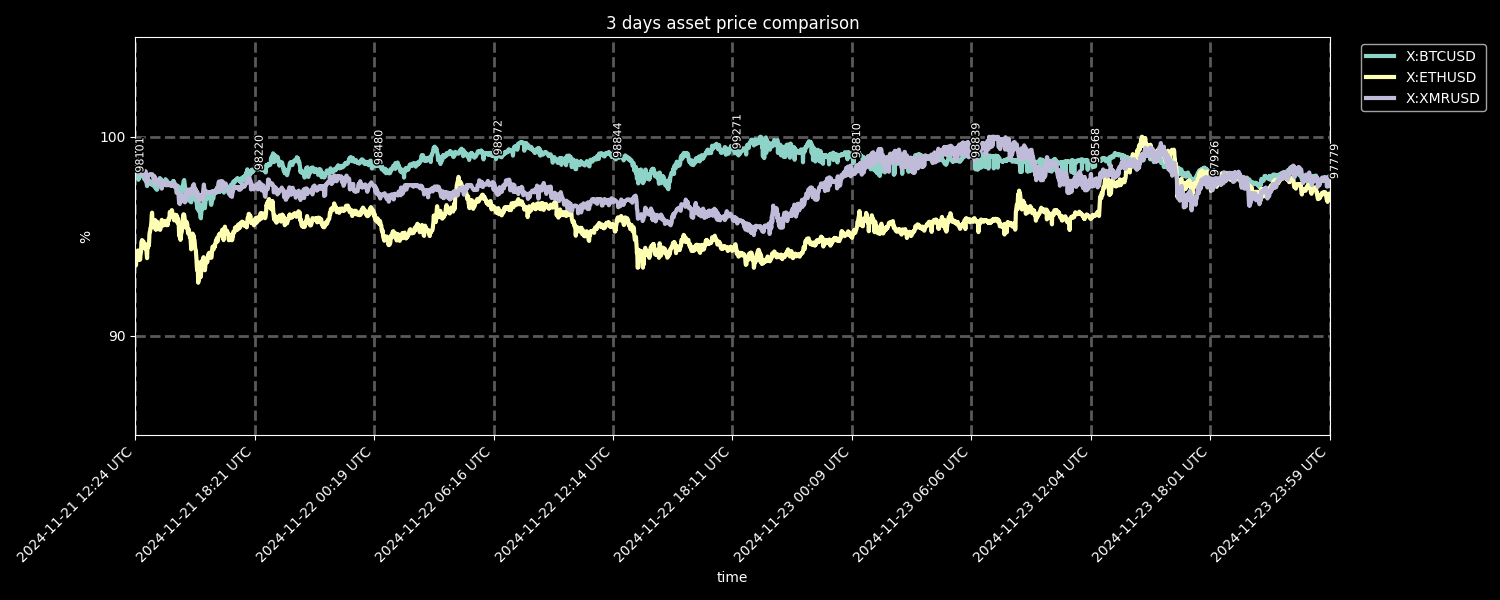 3 days asset price comparison
X:BTCUSD
X:ETHUSD
X:XMRUSD
%
100
90
98101
98220
98480
98972
98844
99271
98810
98839
98568
97926
97779
2024-11-21 12:24 UTC
2024-11-21 18:21 UTC
2024-11-22 00:19 UTC
2024-11-22 06:16 UTC
2024-11-22 12:14 UTC
2024-11-22 18:11 UTC
2024-11-23 00:09 UTC
2024-11-23 06:06 UTC
2024-11-23 12:04 UTC
2024-11-23 18:01 UTC
2024-11-23 23:59 UTC
time